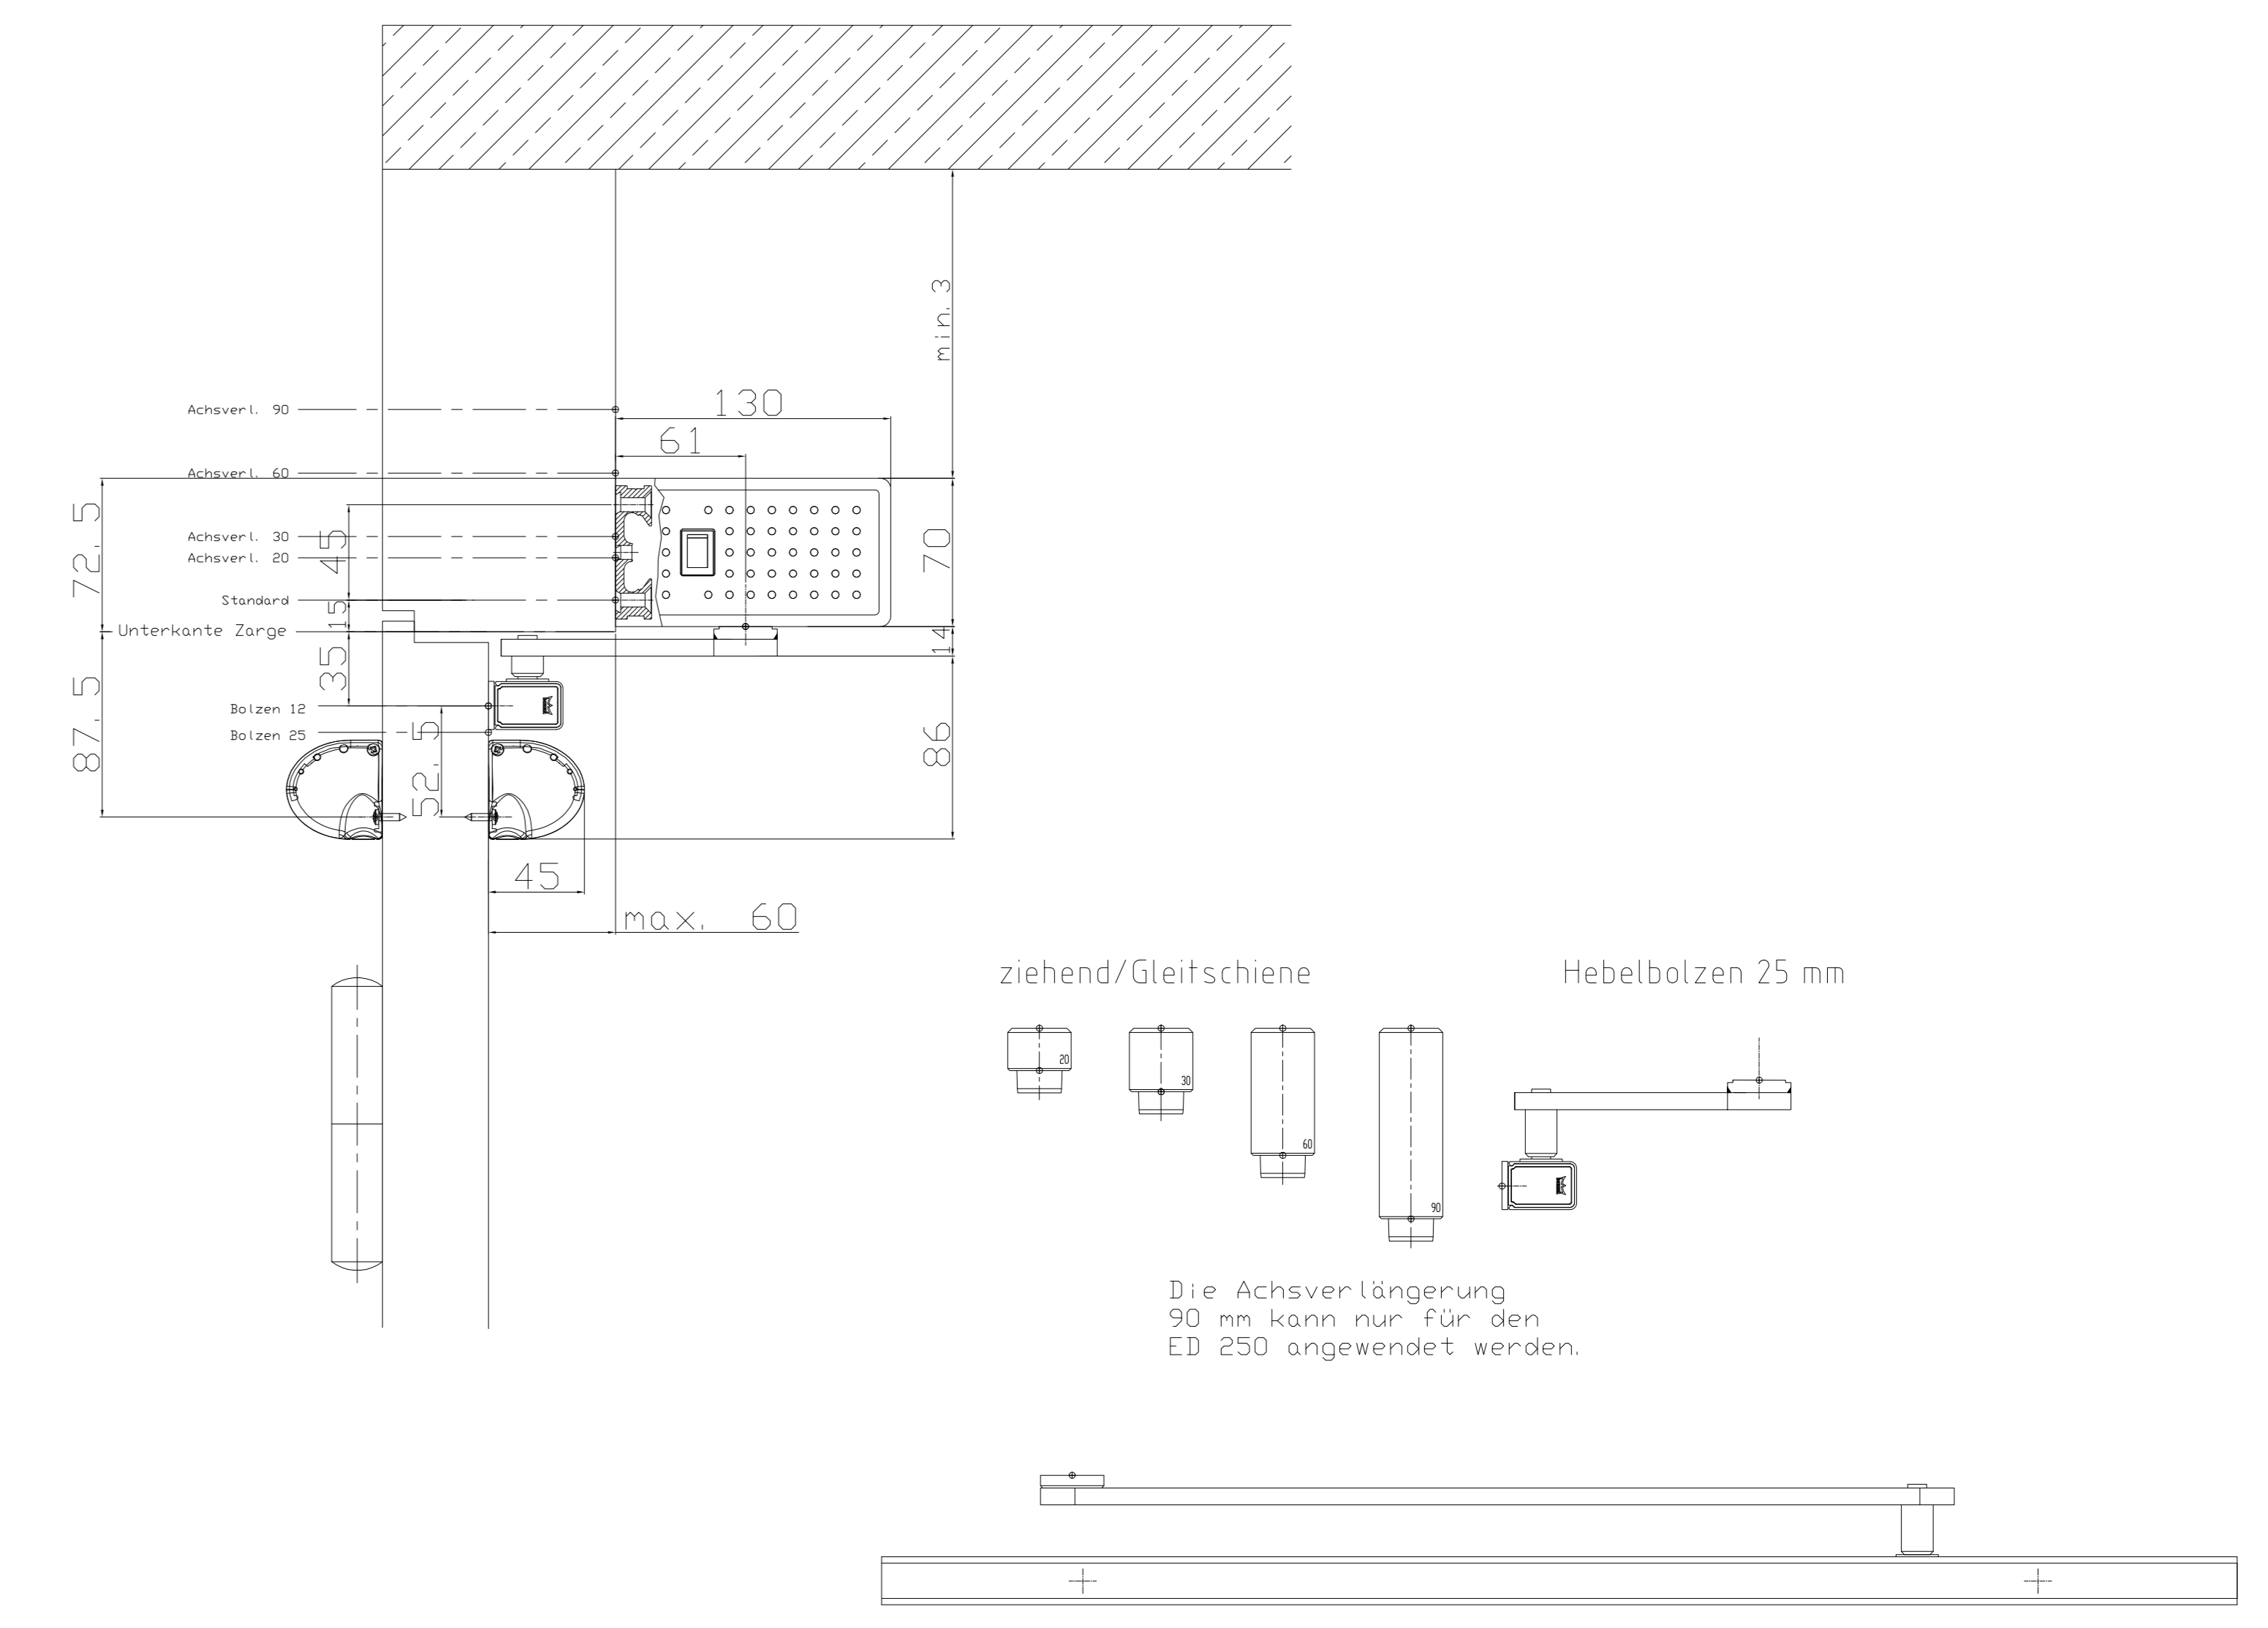 min. 3
Achsverl. 90
130
61
Achsverl. 60
72.5
45
Achsverl. 30
Achsverl. 20
70
Standard
15
Unterkante Zarge
14
35
87.5
Bolzen 12
Bolzen 25
52.5
86
45
max. 60
ziehend/Gleitschiene
Hebelbolzen 25 mm
20
30
60
90
Die Achsverlängerung
90 mm kann nur für den
ED 250 angewendet werden.